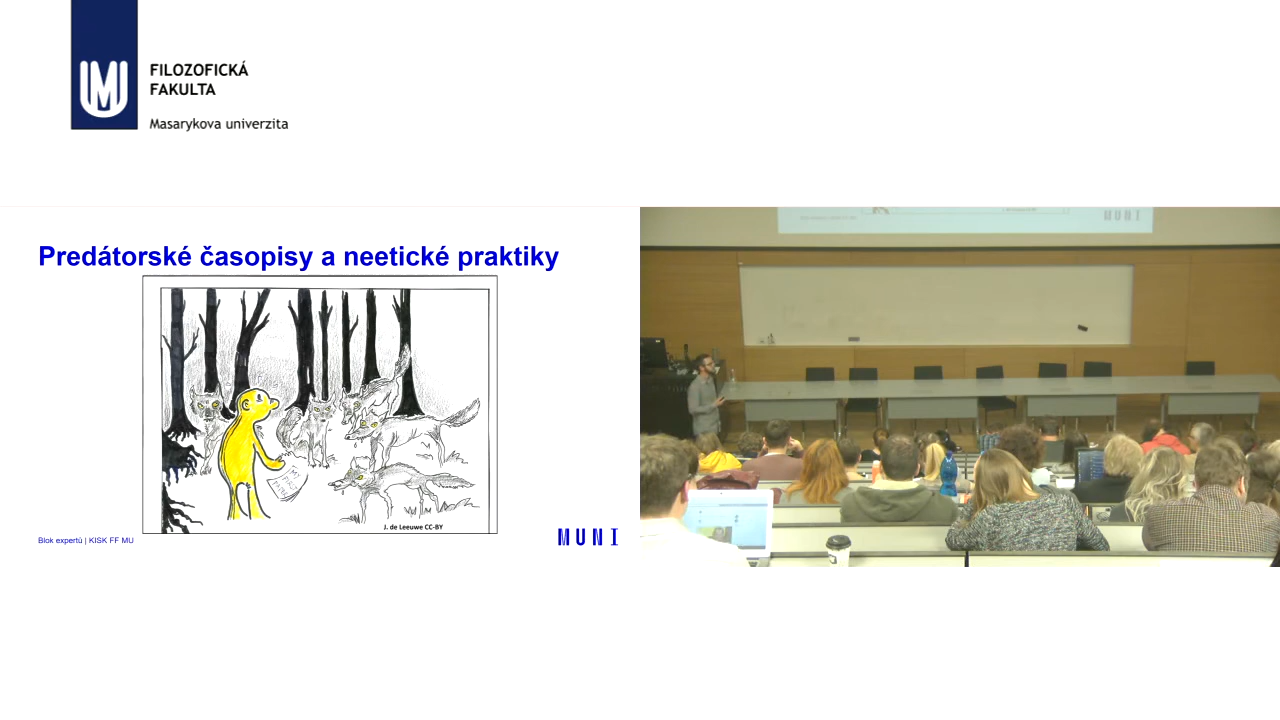 FILOZOFICKÁ
FAKULTA
Masarykova univerzita
Predátorské časopisy a neetické praktiky
J. de Leeuwe CC-BY
Blok expertů | KISK FF MU
MUNI
MUNI